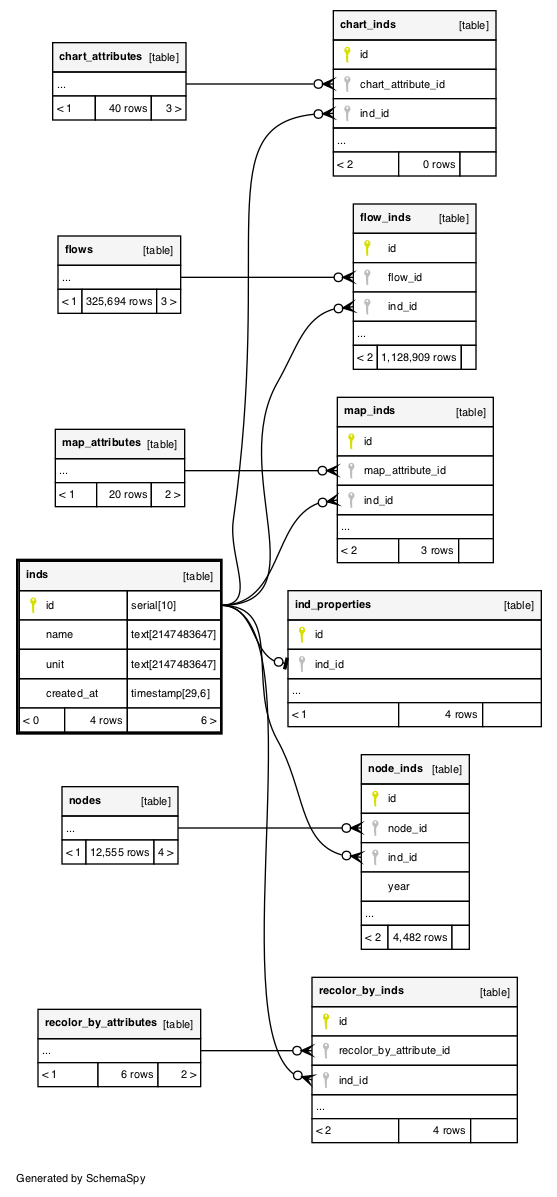 chart_inds [table]
id
chart_attribute_id
ind_id
...
< 2 0 rows
chart_attributes [table]
...
< 1 40 rows 3 >
flow_inds [table]
id
flow_id
ind_id
...
< 2 1,128,909 rows
flows [table]
...
< 1 325,694 rows 3 >
map_inds [table]
id
map_attribute_id
ind_id
...
< 2 3 rows
map_attributes [table]
...
< 1 20 rows 2 >
inds [table]
id serial[10]
name text[2147483647]
unit text[2147483647]
created_at timestamp[29,6]
< 0 4 rows 6 >
ind_properties [table]
id
ind_id
...
< 1 4 rows
node_inds [table]
id
node_id
ind_id
year
...
< 2 4,482 rows
nodes [table]
...
< 1 12,555 rows 4 >
recolor_by_inds [table]
id
recolor_by_attribute_id
ind_id
...
< 2 4 rows
recolor_by_attributes [table]
...
< 1 6 rows 2 >
Generated by SchemaSpy